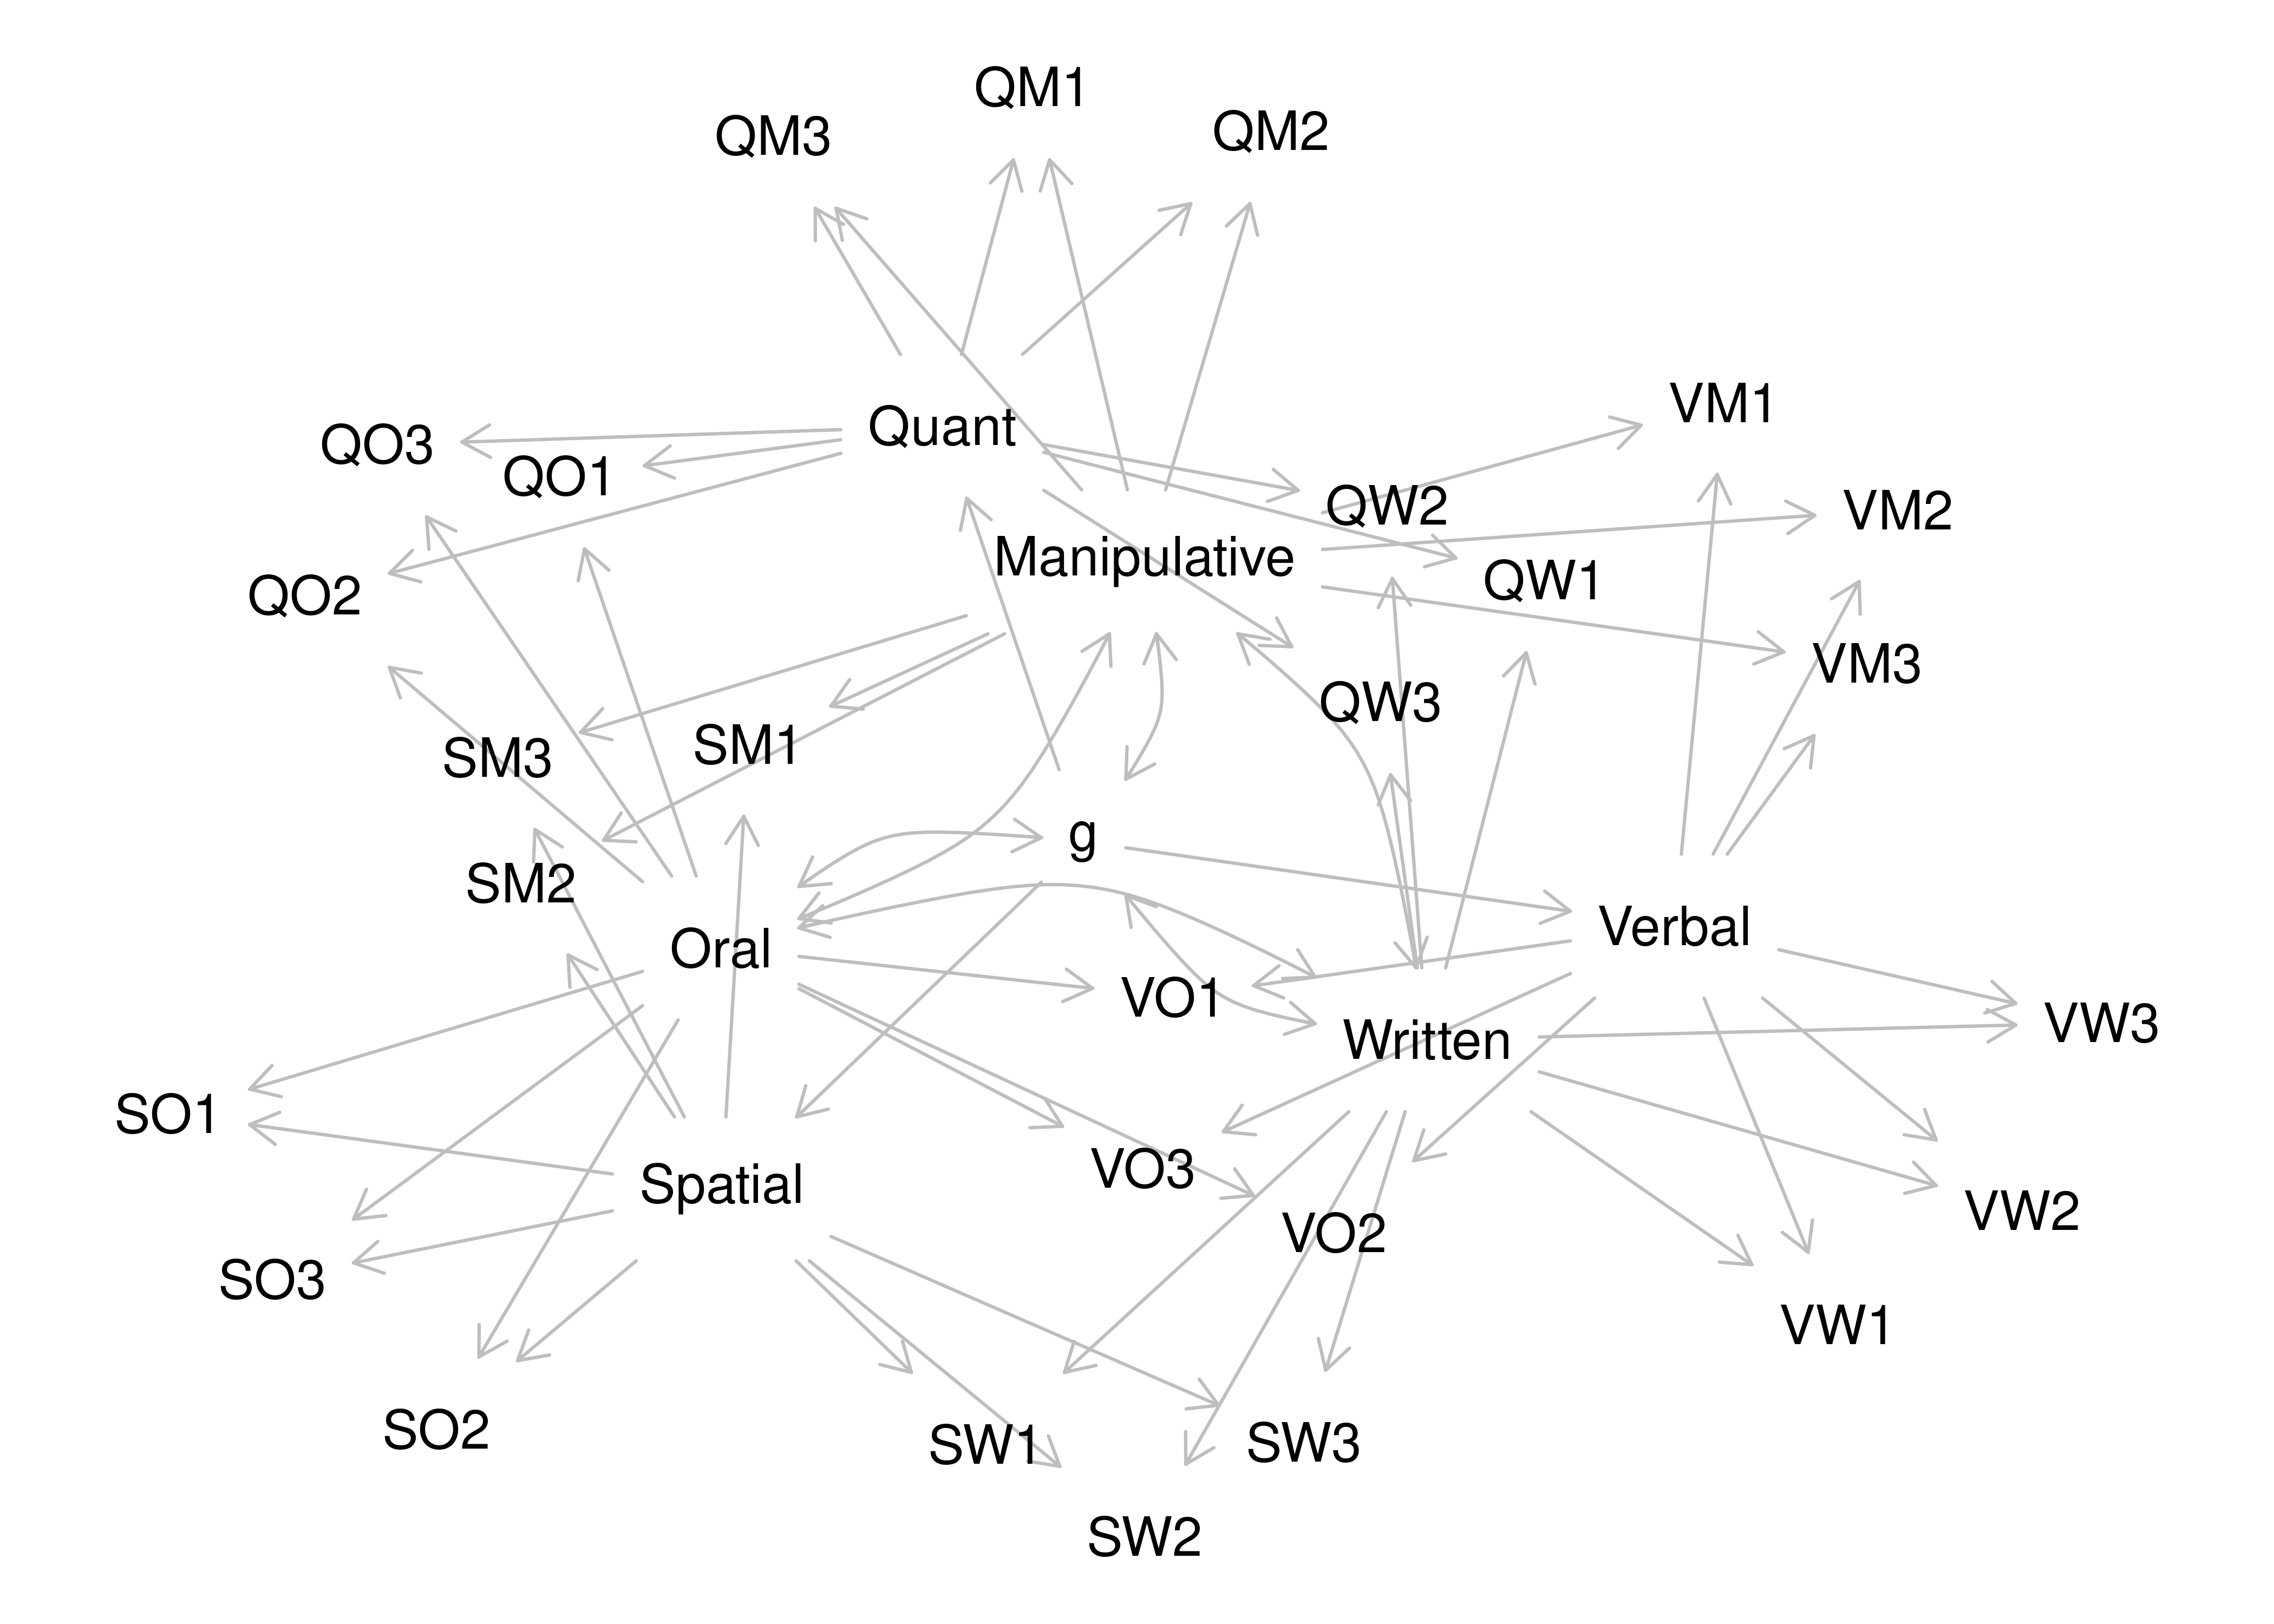 QM1
QM3
QM2
VM1
Quant
QO3
QO1
QW2
VM2
Manipulative
QW1
QO2
VM3
QW3
SM1
SM3
g
SM2
Verbal
Oral
VO1
VW3
Written
SO1
VO3
Spatial
VW2
VO2
SO3
VW1
SO2
SW3
SW1
SW2